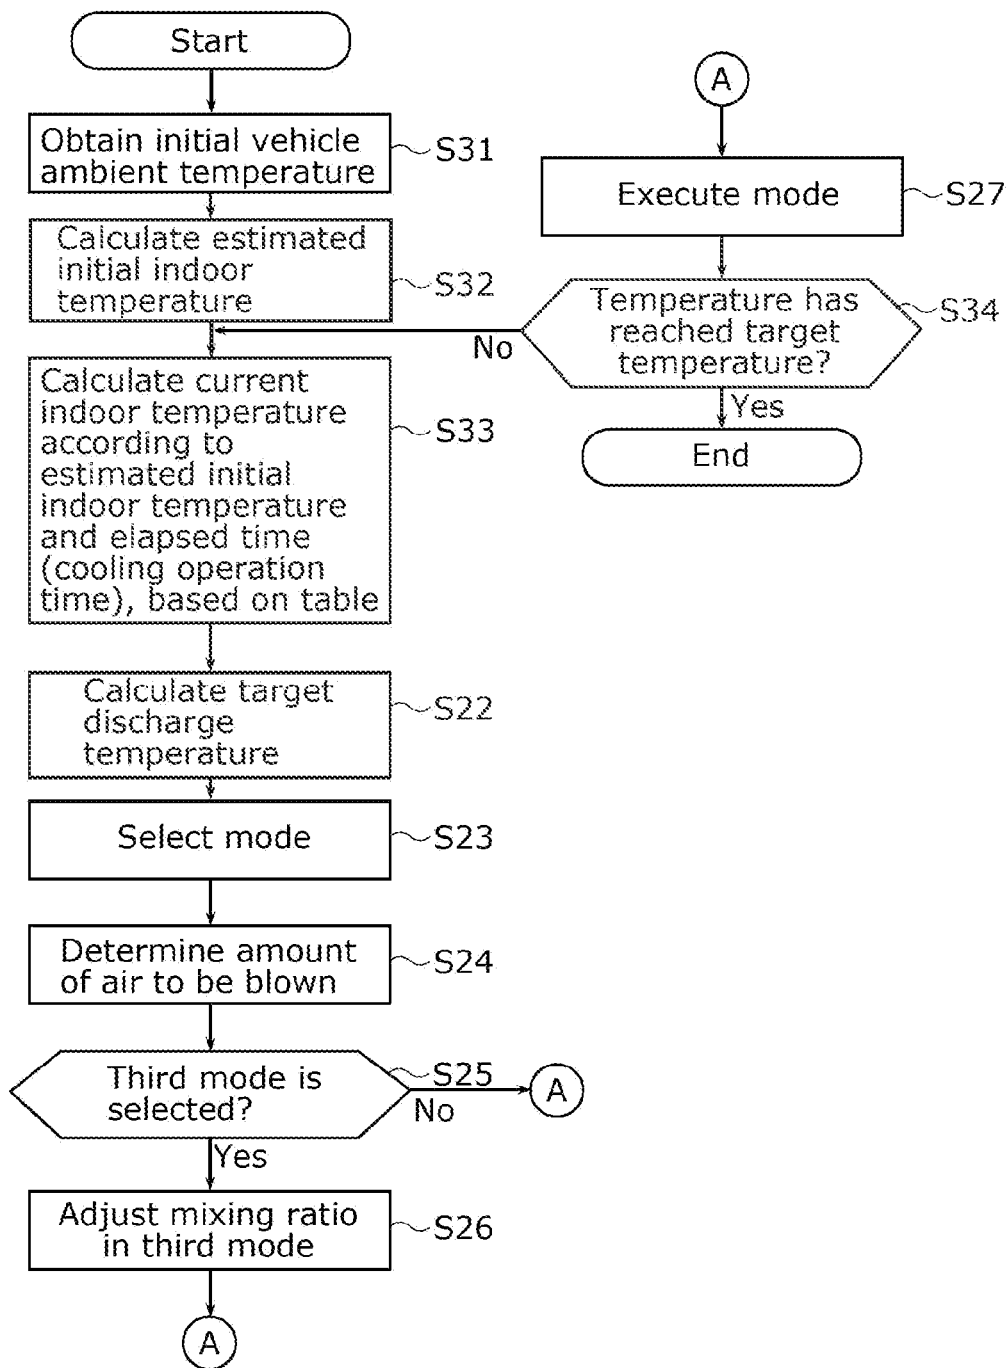 Start
Obtain initial vehicle
ambient temperature
S31
Calculate estimated
initial indoor
temperature
S32
Calculate current
indoor temperature
according to
estimated initial
indoor temperature
and elapsed time
(cooling operation
time), based on table
S33
Calculate target
discharge
temperature
S22
Select mode
S23
Determine amount
of air to be blown
S24
Third mode is
selected?
S25
No
A
Yes
Adjust mixing ratio
in third mode
S26
A
A
Execute mode
S27
Temperature has
reached target
temperature?
S34
No
Yes
End